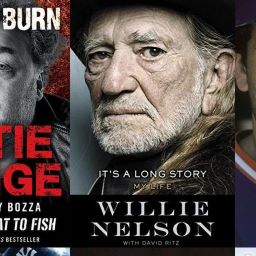 BURN
TIE
GE
Y BOZZA
AT TO FISH
S BESTSELLER
IT'S A LONG STORY
MY LIFE
WILLIE
NELSON
WITH DAVID RITZ